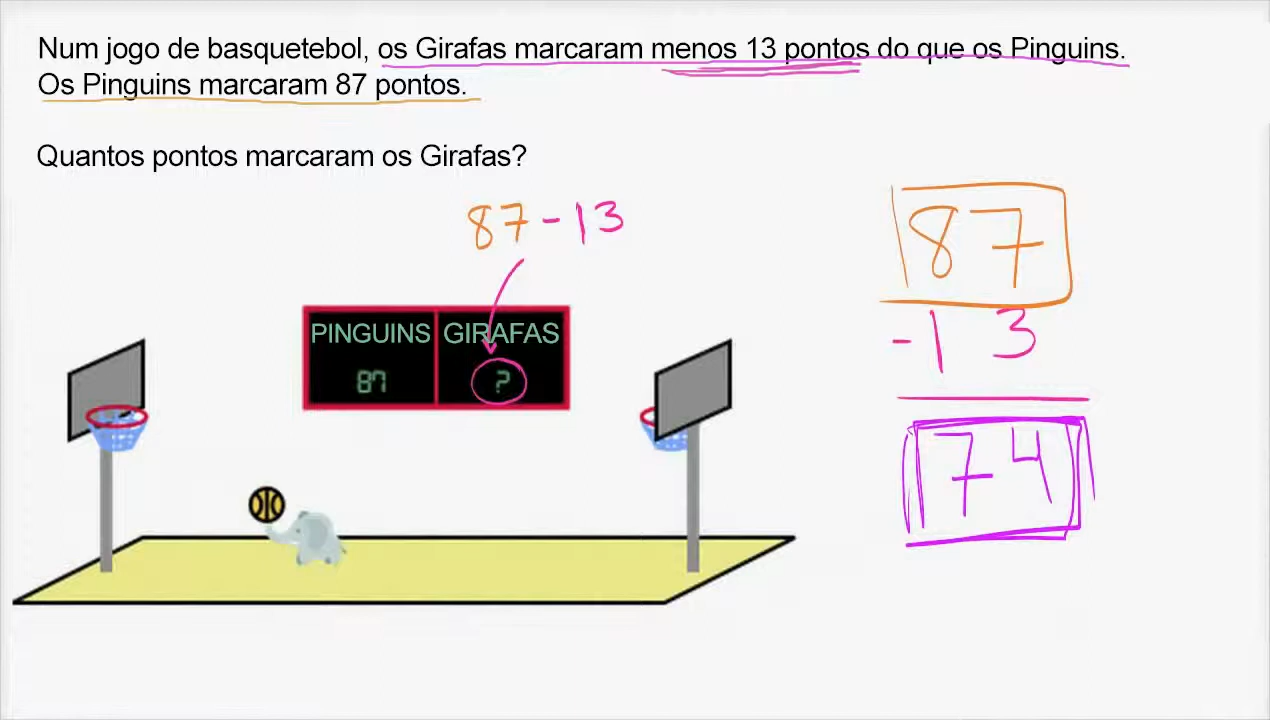 Num jogo de basquetebol, os Girafas marcaram menos 13 pontos do que os Pinguins.
Os Pinguins marcaram 87 pontos.
Quantos pontos marcaram os Girafas?
87 - 13
PINGUINS GIRAFAS
87 ?
87
- 13
74